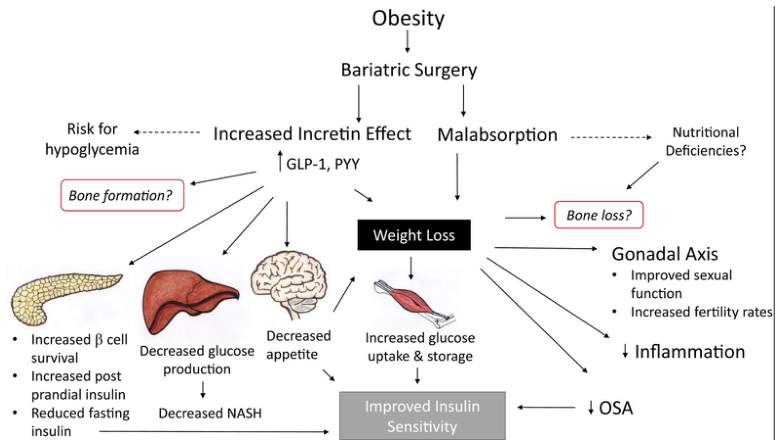 Obesity
Bariatric Surgery
Risk for
hypoglycemia
Increased Incretin Effect
Malabsorption
Nutritional
Deficiencies?
↑ GLP-1, PYY
Bone formation?
Bone loss?
Weight Loss
Gonadal Axis
• Improved sexual
function
• Increased fertility rates
• Increased β cell
survival
• Increased post
prandial insulin
• Reduced fasting
insulin
Decreased glucose
production
Decreased NASH
Decreased
appetite
Increased glucose
uptake & storage
↓ Inflammation
Improved Insulin
Sensitivity
↓ OSA